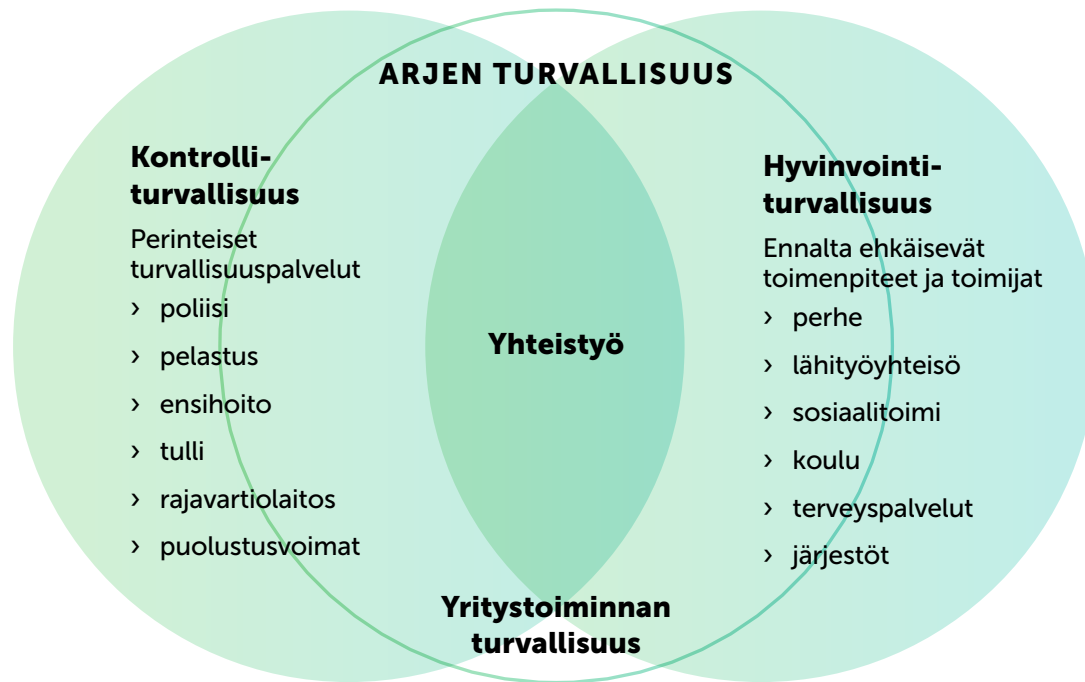 ARJEN TURVALLISUUS
Kontrolli-
turvallisuus
Perinteiset
turvallisuuspalvelut
› poliisi
› pelastus
› ensihoito
› tulli
› rajavartiolaitos
› puolustusvoimat
Yhteistyö
Hyvinvointi-
turvallisuus
Ennalta ehkäisevät
toimenpiteet ja toimijat
› perhe
› lähityöyhteisö
› sosiaalitoimi
› koulu
› terveyspalvelut
› järjestöt
Yritystoiminnan
turvallisuus